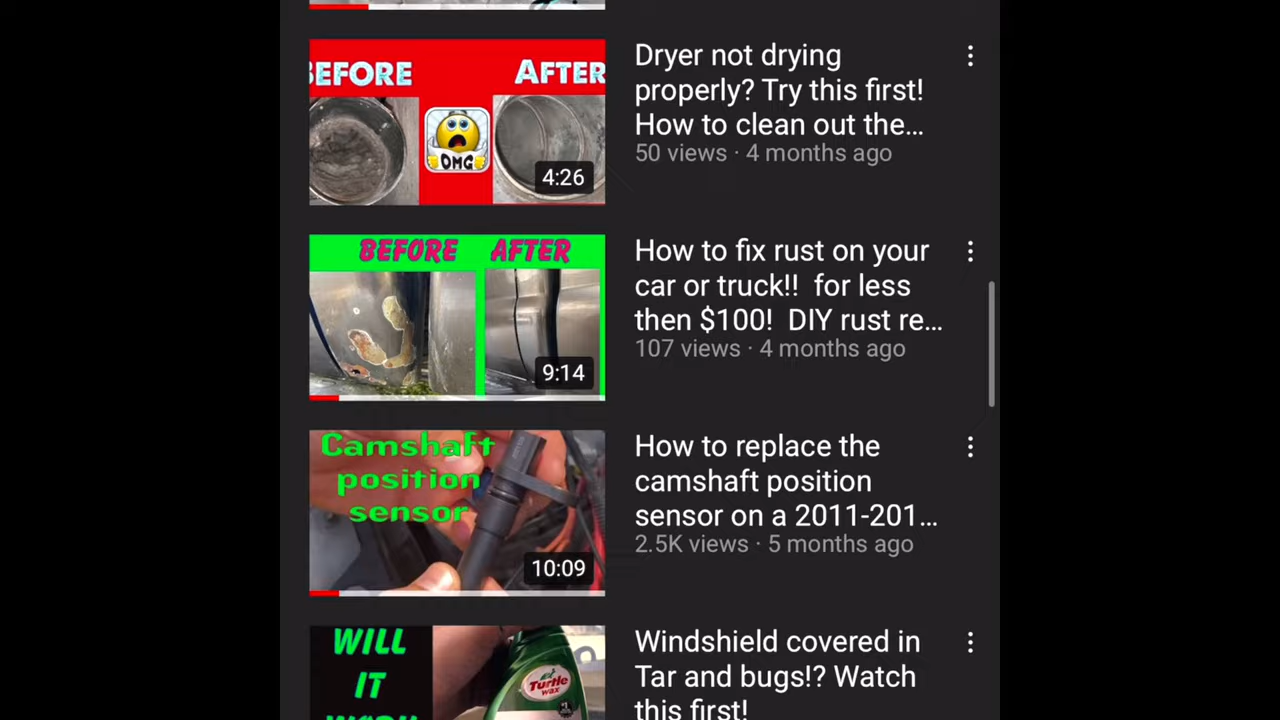 BEFORE AFTER
OMG
4:26
Dryer not drying
properly? Try this first!
How to clean out the...
50 views · 4 months ago
BEFORE AFTER
9:14
How to fix rust on your
car or truck!! for less
then $100! DIY rust re...
107 views · 4 months ago
Camshaft
position
sensor
10:09
How to replace the
camshaft position
sensor on a 2011-201...
2.5K views · 5 months ago
WILL
IT
WORK
Turtle
wax
Windshield covered in
Tar and bugs!? Watch
this first!